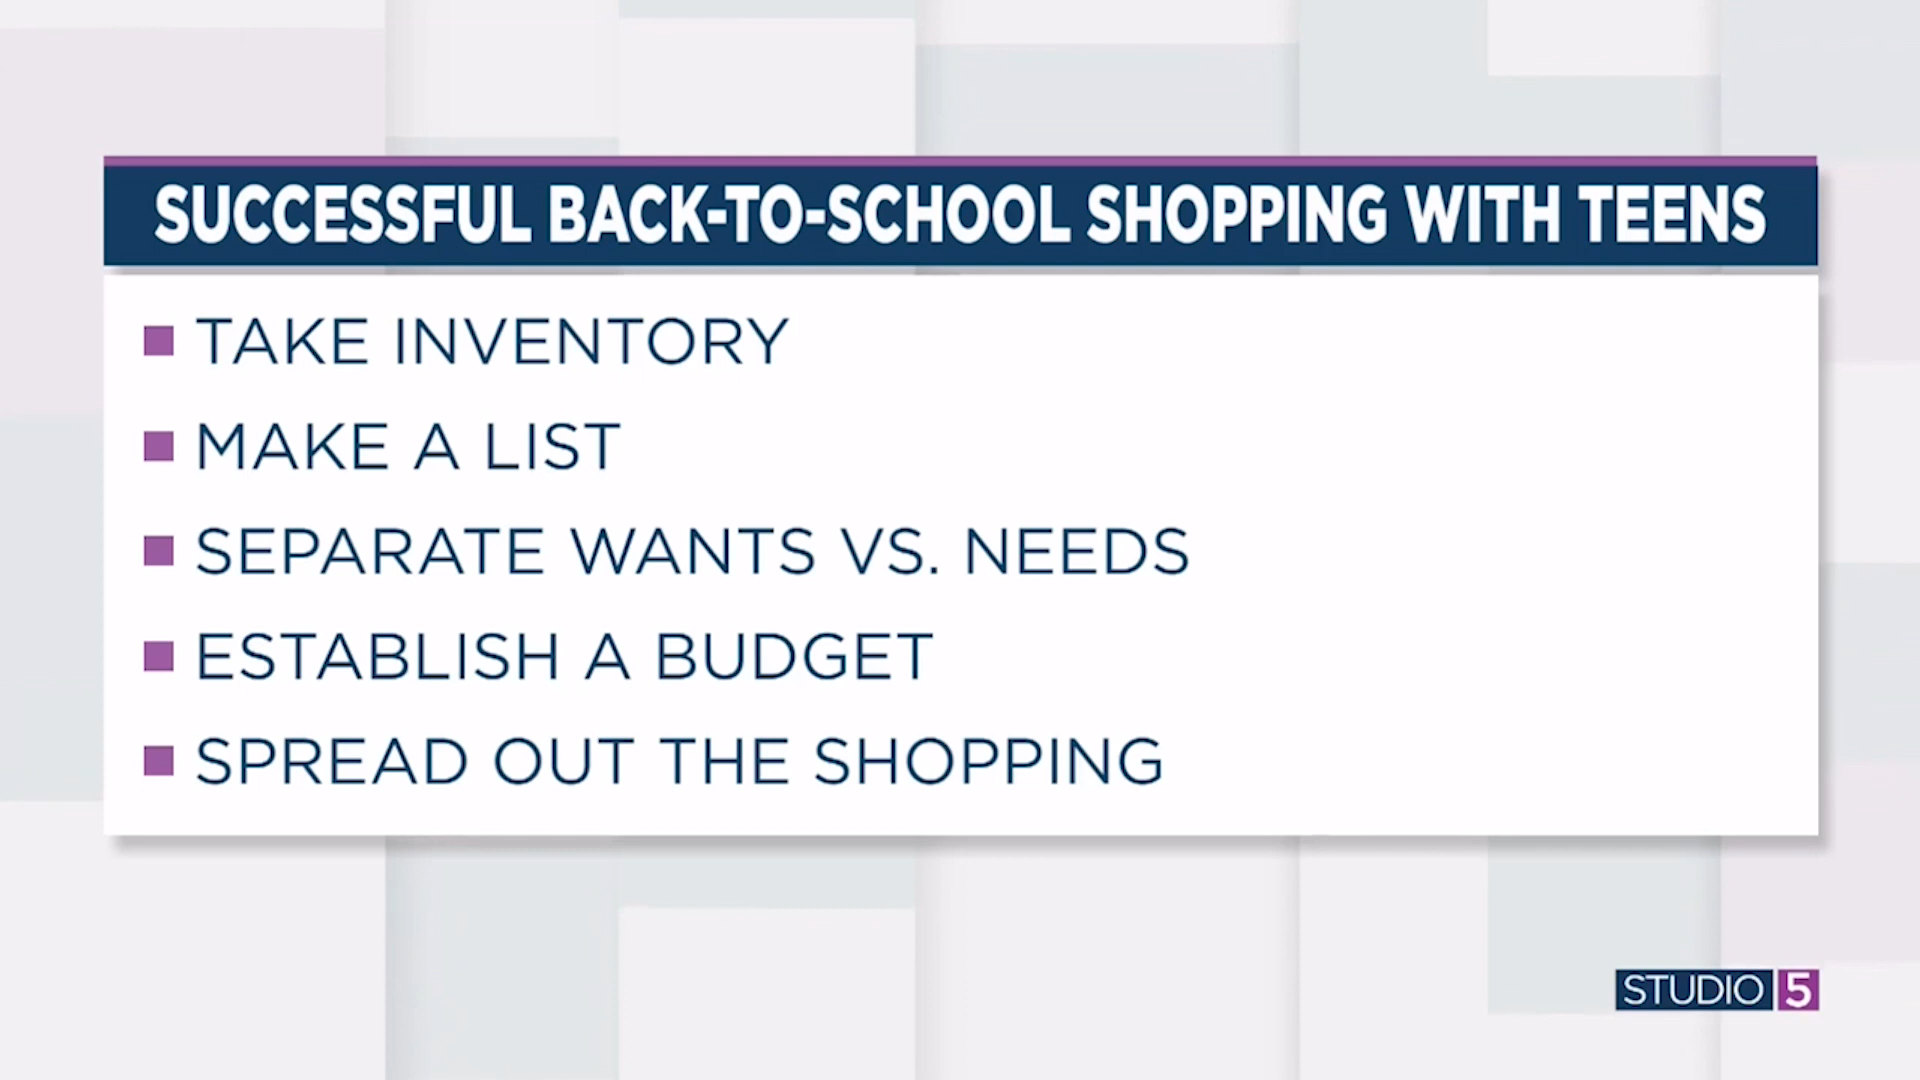 SUCCESSFUL BACK-TO-SCHOOL SHOPPING WITH TEENS
TAKE INVENTORY
MAKE A LIST
SEPARATE WANTS VS. NEEDS
ESTABLISH A BUDGET
SPREAD OUT THE SHOPPING
STUDIO 5